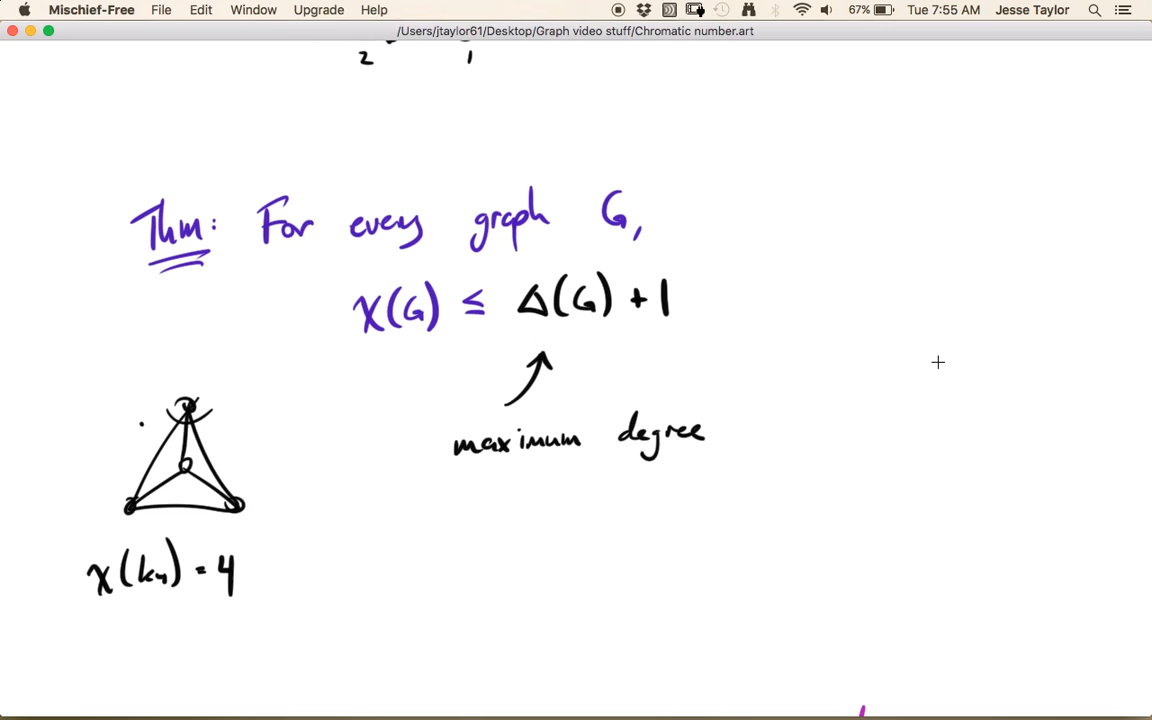 Mischief-Free File Edit Window Upgrade Help 67% Tue 7:55 AM Jesse Taylor
/Users/jtaylor61/Desktop/Graph video stuff/Chromatic number.art
2 1
Thm: For every graph G,
χ(G) ≤ Δ(G) + 1
maximum degree
χ(K₄) = 4